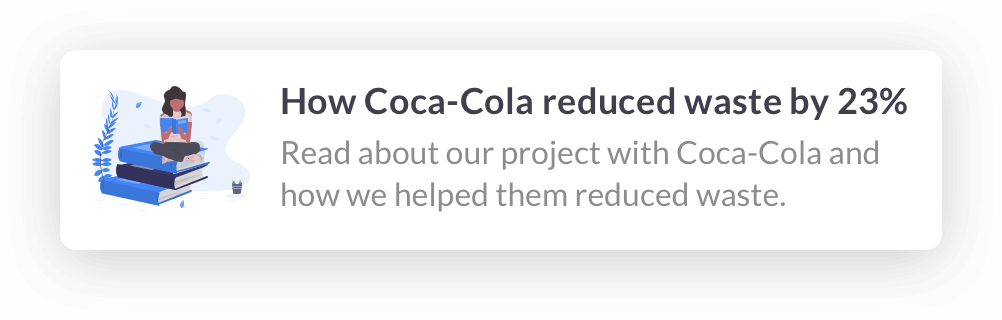 How Coca-Cola reduced waste by 23%
Read about our project with Coca-Cola and
how we helped them reduced waste.